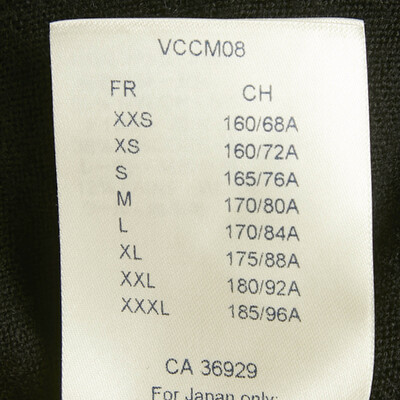 VCCM08
FR CH
XXS 160/68A
XS 160/72A
S 165/76A
M 170/80A
L 170/84A
XL 175/88A
XXL 180/92A
XXXL 185/96A
CA 36929
For Japan only: